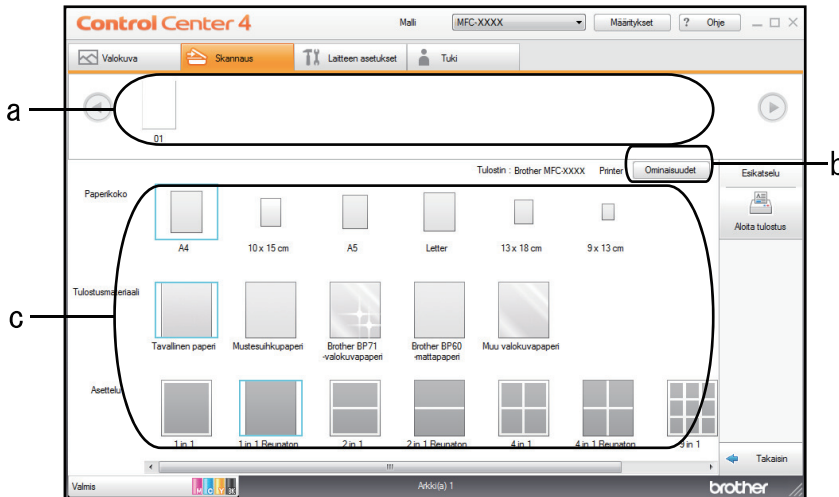 Control Center 4 Malli MFC-XXXX Määritykset ? Ohje
Valokuva Skannaus Laitteen asetukset Tuki
a
01
Tulostin : Brother MFC-XXXX Printer Ominaisuudet
b
Esikatselu
Aloita tulostus
Paperikoko
A4 10 x 15 cm A5 Letter 13 x 18 cm 9 x 13 cm
Tulostusmateriaali
c
Tavallinen paperi Mustesuihkupaperi Brother BP71 -valokuvapaperi Brother BP60 -mattapaperi Muu valokuvapaperi
Asettelu
1 in 1 1 in 1 Reunaton 2 in 1 2 in 1 Reunaton 4 in 1 4 in 1 Reunaton 9 in 1
Takaisin
Valmis M C Y BK Arkki(a) 1 brother